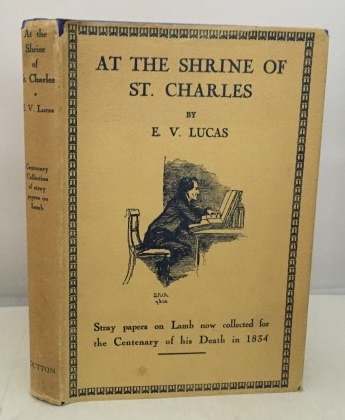 At the
Shrine
of
St. Charles
E. V. Lucas
Centenary
Collection
of stray
papers on
Lamb
DUTTON
AT THE SHRINE OF
ST. CHARLES
BY
E. V. LUCAS
Stray papers on Lamb now collected for
the Centenary of his Death in 1834